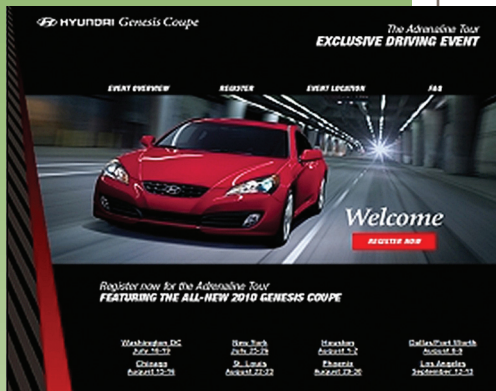 HYUNDAI Genesis Coupe
The Adrenaline Tour
EXCLUSIVE DRIVING EVENT
EVENT OVERVIEW REGISTER EVENT LOCATION FAQ
Welcome
REGISTER NOW
Register now for the Adrenaline Tour
FEATURING THE ALL-NEW 2010 GENESIS COUPE
Washington DC New York Houston Dallas/Fort Worth
July 18-19 July 25-26 August 1-2 August 8-9
Chicago St. Louis Phoenix Los Angeles
August 15-16 August 22-23 August 29-30 September 12-13